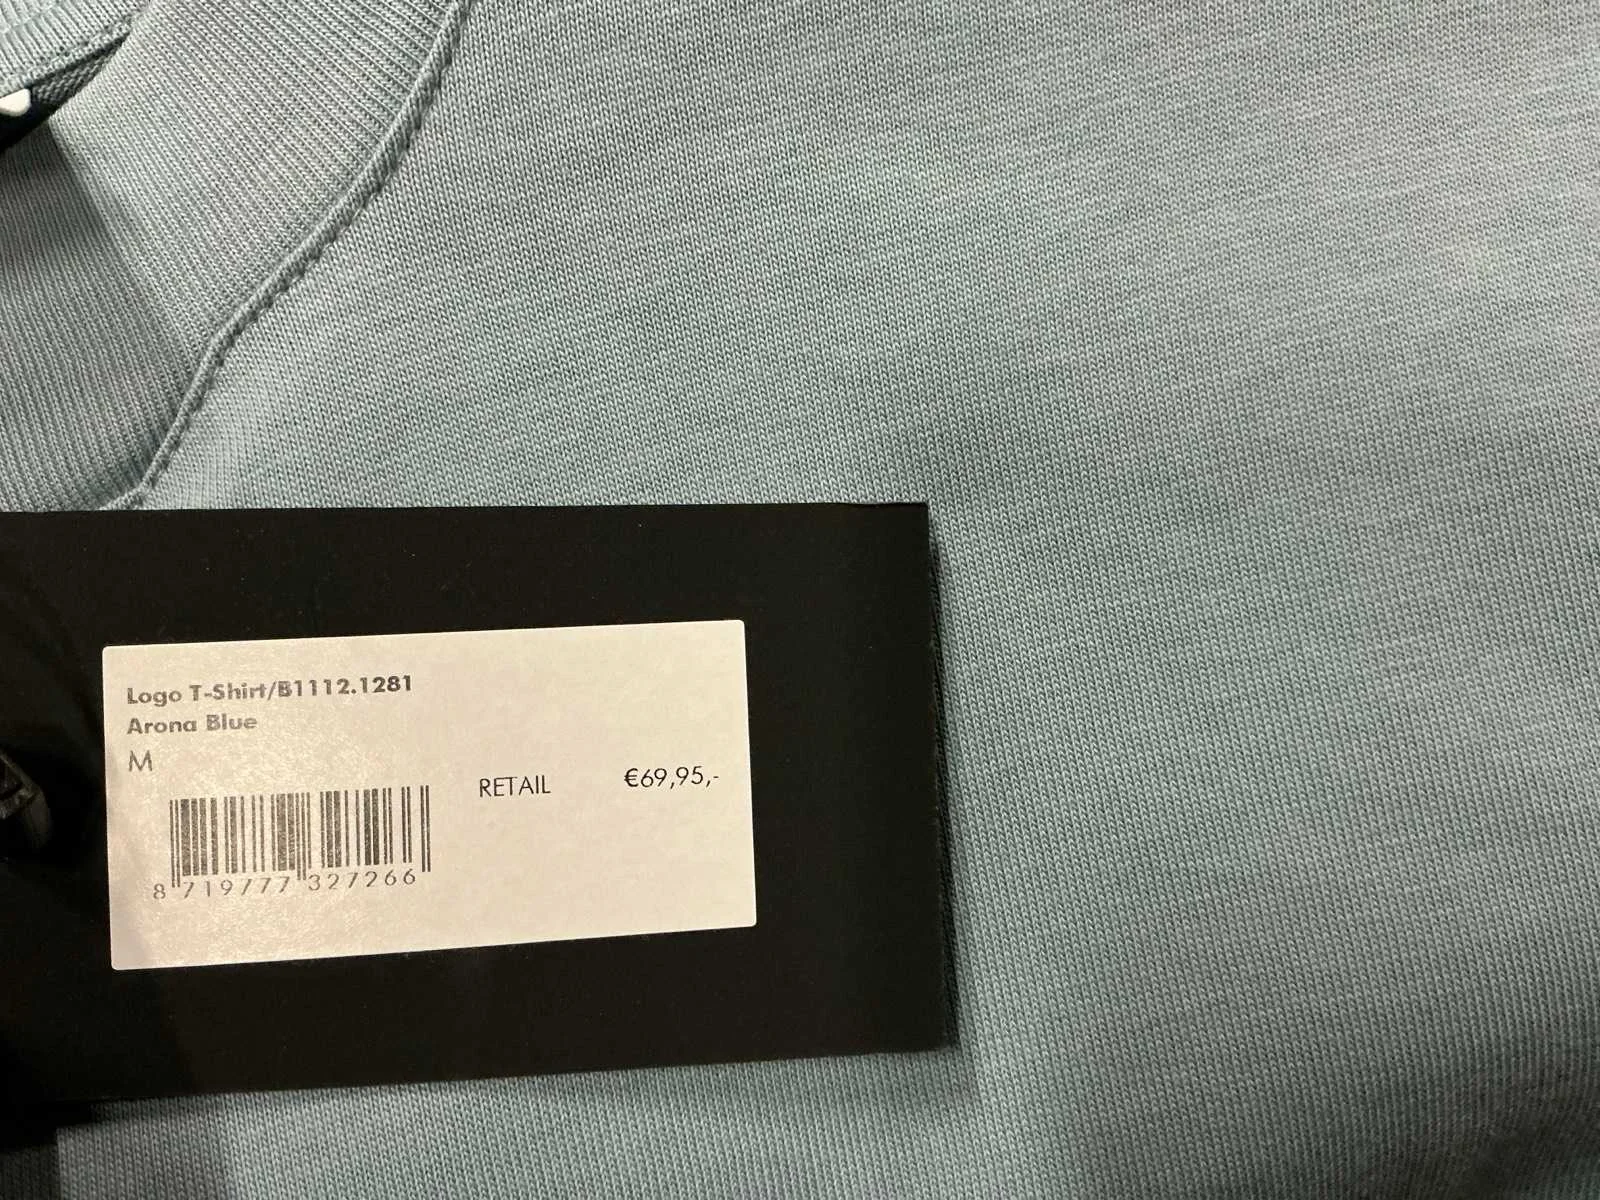 Logo T-Shirt/B1112.1281
Arona Blue
M
RETAIL €69,95,-
8 719777 327266